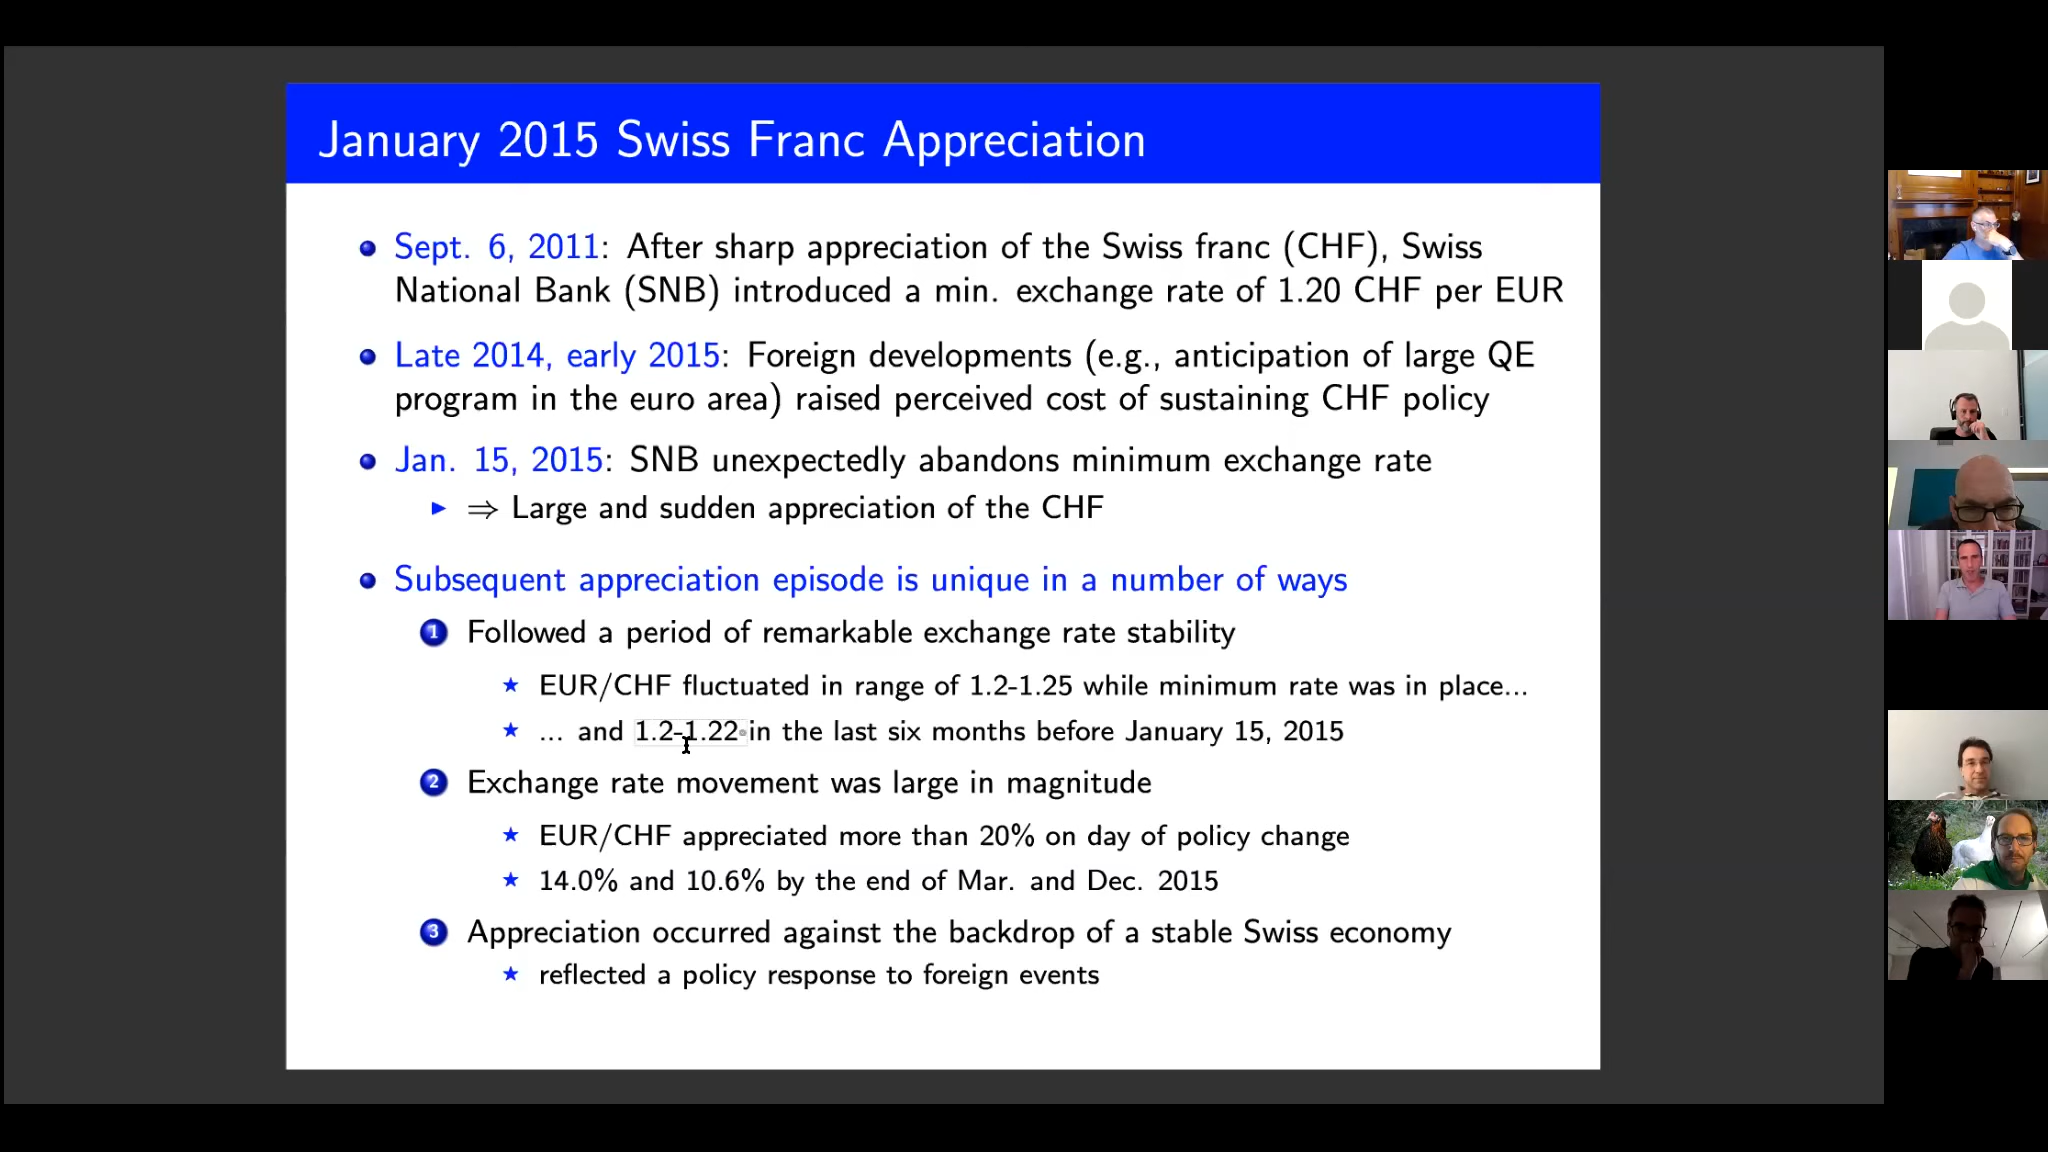 January 2015 Swiss Franc Appreciation
Sept. 6, 2011: After sharp appreciation of the Swiss franc (CHF), Swiss
National Bank (SNB) introduced a min. exchange rate of 1.20 CHF per EUR
Late 2014, early 2015: Foreign developments (e.g., anticipation of large QE
program in the euro area) raised perceived cost of sustaining CHF policy
Jan. 15, 2015: SNB unexpectedly abandons minimum exchange rate
⇒ Large and sudden appreciation of the CHF
Subsequent appreciation episode is unique in a number of ways
1 Followed a period of remarkable exchange rate stability
EUR/CHF fluctuated in range of 1.2-1.25 while minimum rate was in place...
... and 1.2-1.22 in the last six months before January 15, 2015
2 Exchange rate movement was large in magnitude
EUR/CHF appreciated more than 20% on day of policy change
14.0% and 10.6% by the end of Mar. and Dec. 2015
3 Appreciation occurred against the backdrop of a stable Swiss economy
reflected a policy response to foreign events